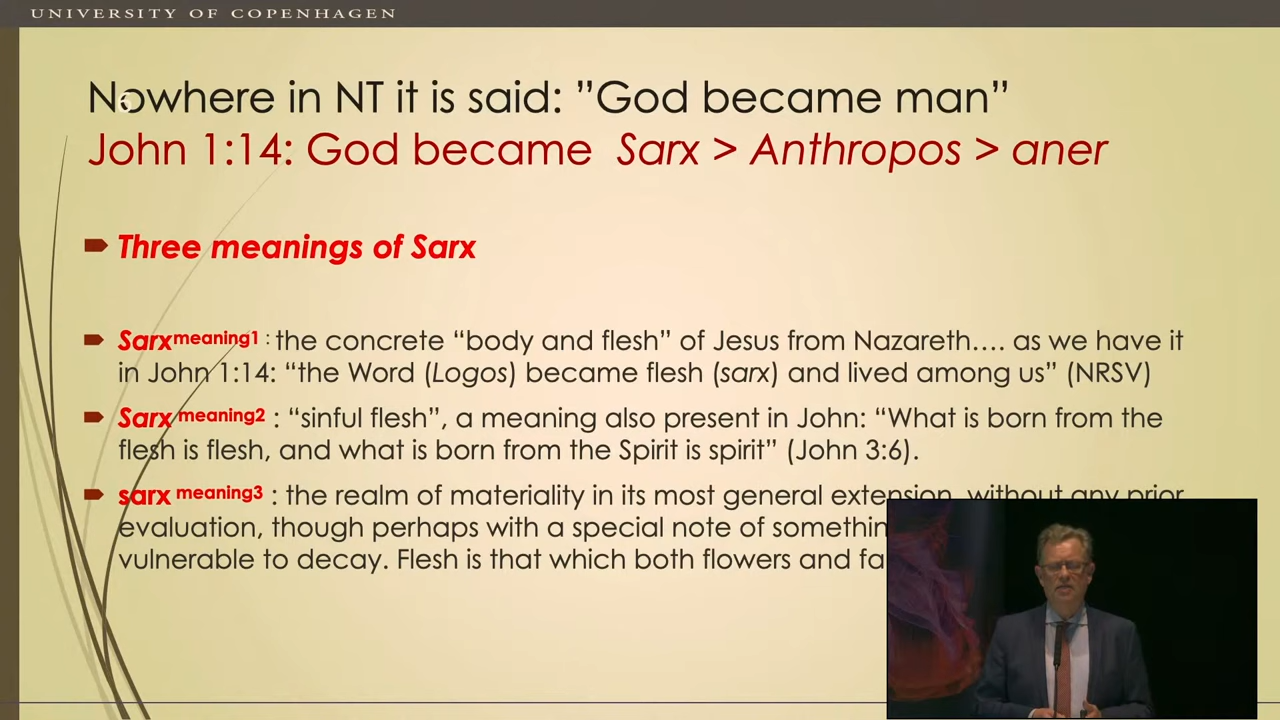 UNIVERSITY OF COPENHAGEN
Nowhere in NT it is said: ”God became man”
6
John 1:14: God became Sarx > Anthropos > aner
Three meanings of Sarx
Sarx meaning1 : the concrete “body and flesh” of Jesus from Nazareth…. as we have it
in John 1:14: “the Word (Logos) became flesh (sarx) and lived among us” (NRSV)
Sarx meaning2 : “sinful flesh”, a meaning also present in John: “What is born from the
flesh is flesh, and what is born from the Spirit is spirit” (John 3:6).
sarx meaning3 : the realm of materiality in its most general extension, without any prior
evaluation, though perhaps with a special note of
vulnerable to decay. Flesh is that which both flowers and